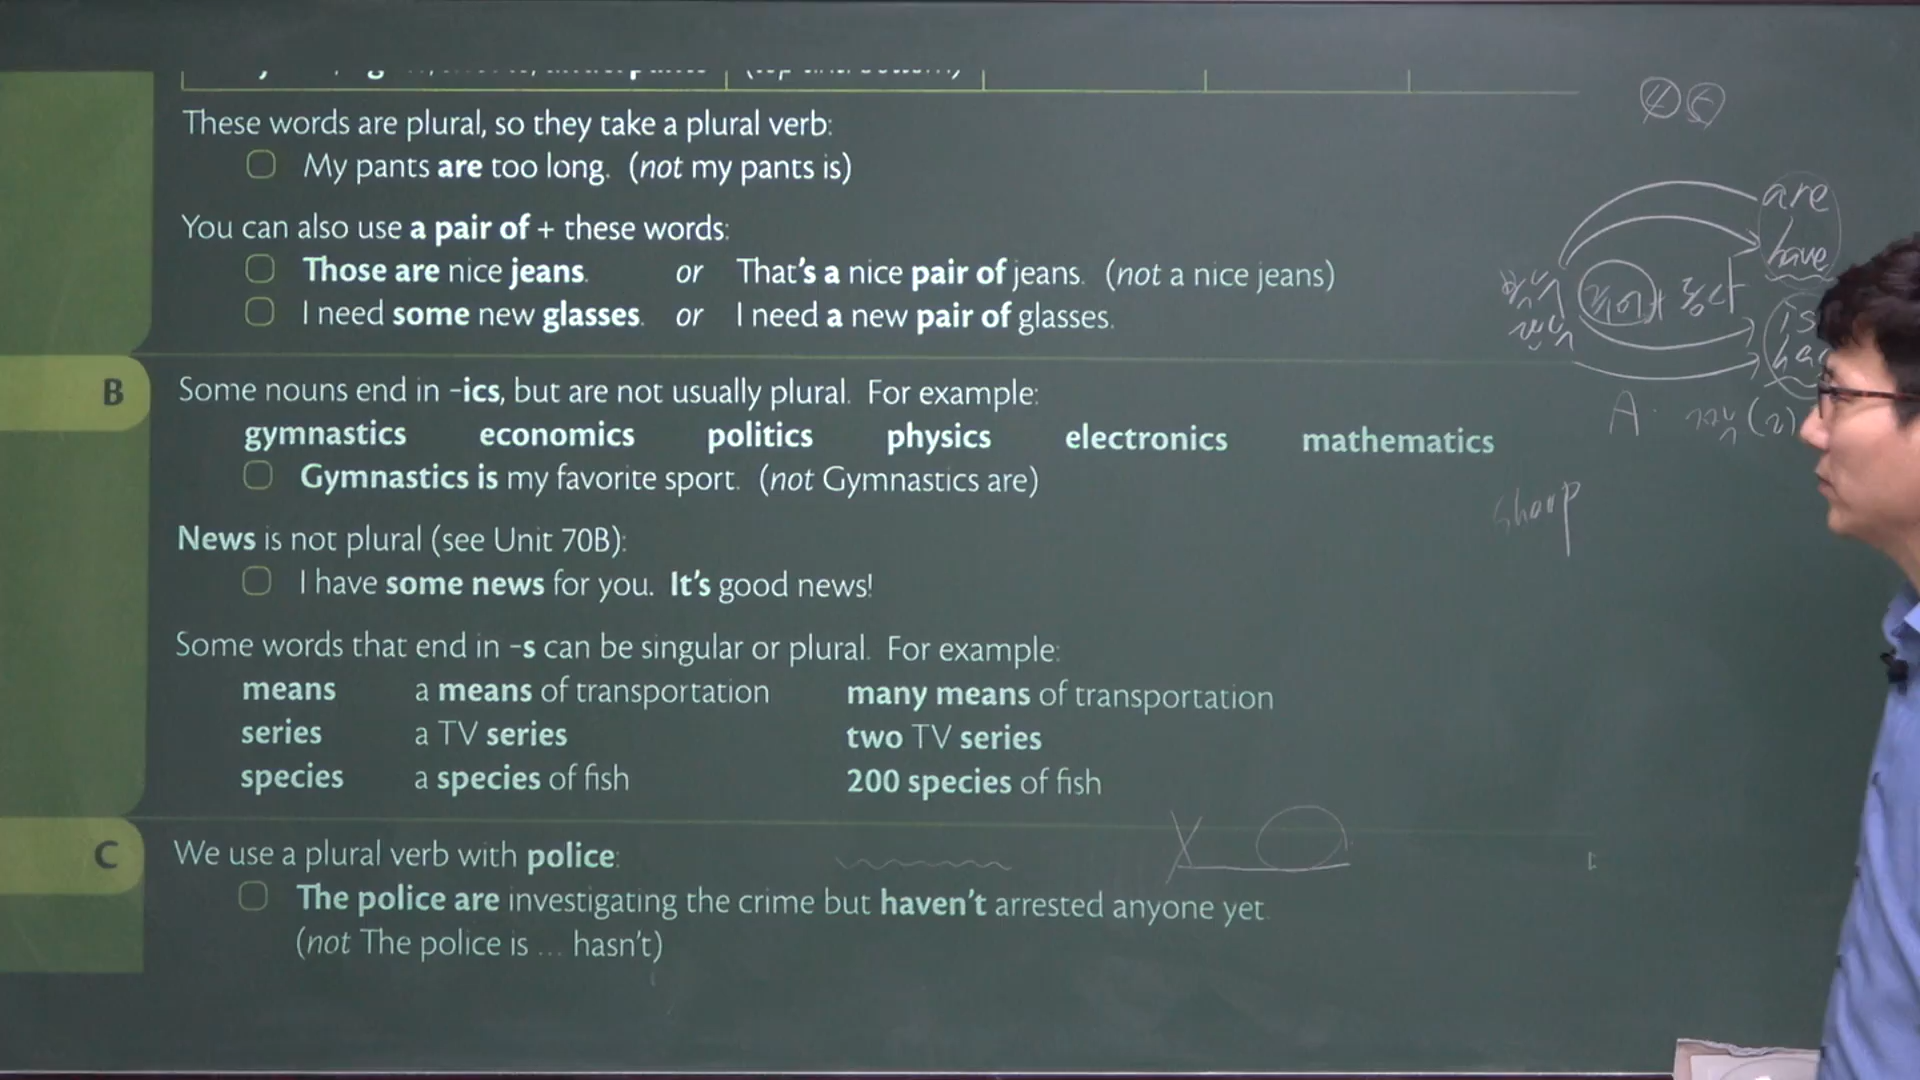 These words are plural, so they take a plural verb:
My pants are too long. (not my pants is)
You can also use a pair of + these words:
Those are nice jeans. or That's a nice pair of jeans. (not a nice jeans)
I need some new glasses. or I need a new pair of glasses.
B
Some nouns end in -ics, but are not usually plural. For example:
gymnastics economics politics physics electronics mathematics
Gymnastics is my favorite sport. (not Gymnastics are)
News is not plural (see Unit 70B):
I have some news for you. It's good news!
Some words that end in -s can be singular or plural. For example:
means a means of transportation many means of transportation
series a TV series two TV series
species a species of fish 200 species of fish
C
We use a plural verb with police:
The police are investigating the crime but haven't arrested anyone yet.
(not The police is ... hasn't)
are
have
주어 + 동사
is
A.
sharp